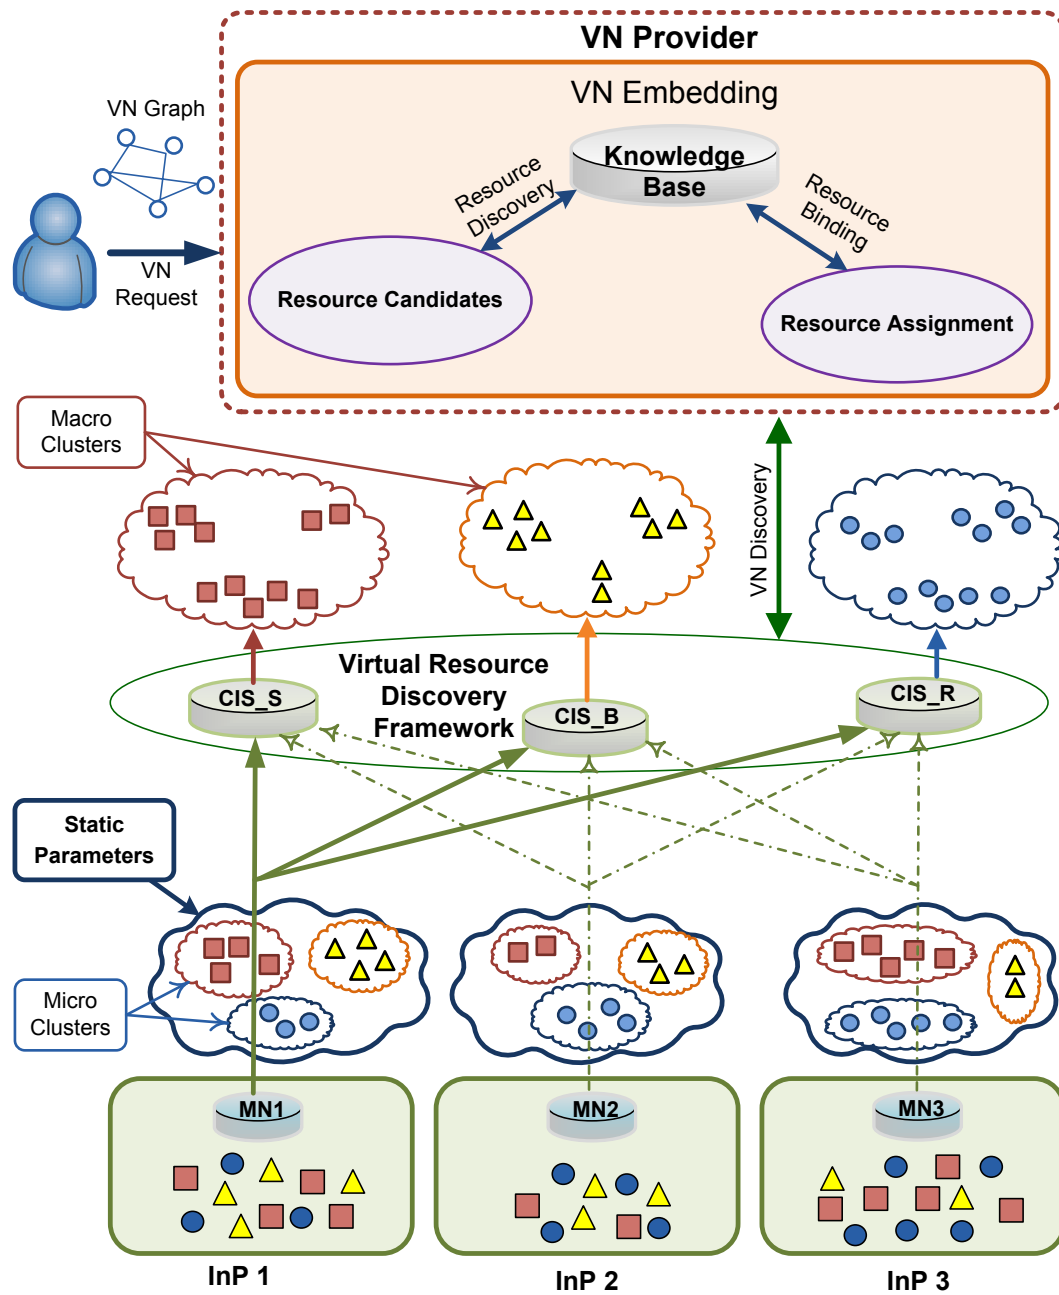 VN Provider
VN Embedding
VN Graph
Knowledge
Base
Resource
Discovery
Resource
Binding
VN
Request
Resource Candidates
Resource Assignment
Macro
Clusters
VN Discovery
Virtual Resource
Discovery
Framework
CIS_S
CIS_B
CIS_R
Static
Parameters
Micro
Clusters
MN1
MN2
MN3
InP 1
InP 2
InP 3